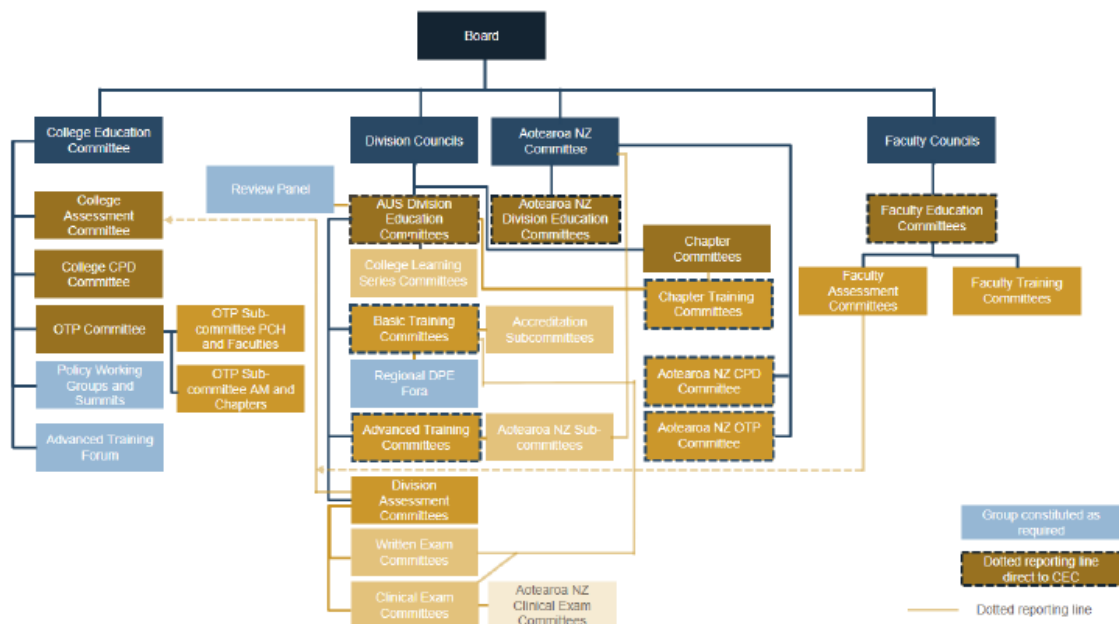 Board
College Education
Committee
Division Councils
Aotearoa NZ
Committee
Faculty Councils
Review Panel
College
Assessment
Committee
AUS Division
Education
Committees
Aotearoa NZ
Division Education
Committees
Faculty Education
Committees
Chapter
Committees
College CPD
Committee
College Learning
Series Committees
Faculty
Assessment
Committees
Faculty Training
Committees
Chapter Training
Committees
OTP Committee
OTP Sub-
committee PCH
and Faculties
Basic Training
Committees
Accreditation
Subcommittees
Policy Working
Groups and
Summits
OTP Sub-
committee AM and
Chapters
Regional DPE
Fora
Aotearoa NZ CPD
Committee
Advanced Training
Forum
Advanced Training
Committees
Aotearoa NZ Sub-
committees
Aotearoa NZ OTP
Committee
Division
Assessment
Committees
Written Exam
Committees
Clinical Exam
Committees
Aotearoa NZ
Clinical Exam
Committees
Group constituted as
required
Dotted reporting line
direct to CEC
Dotted reporting line